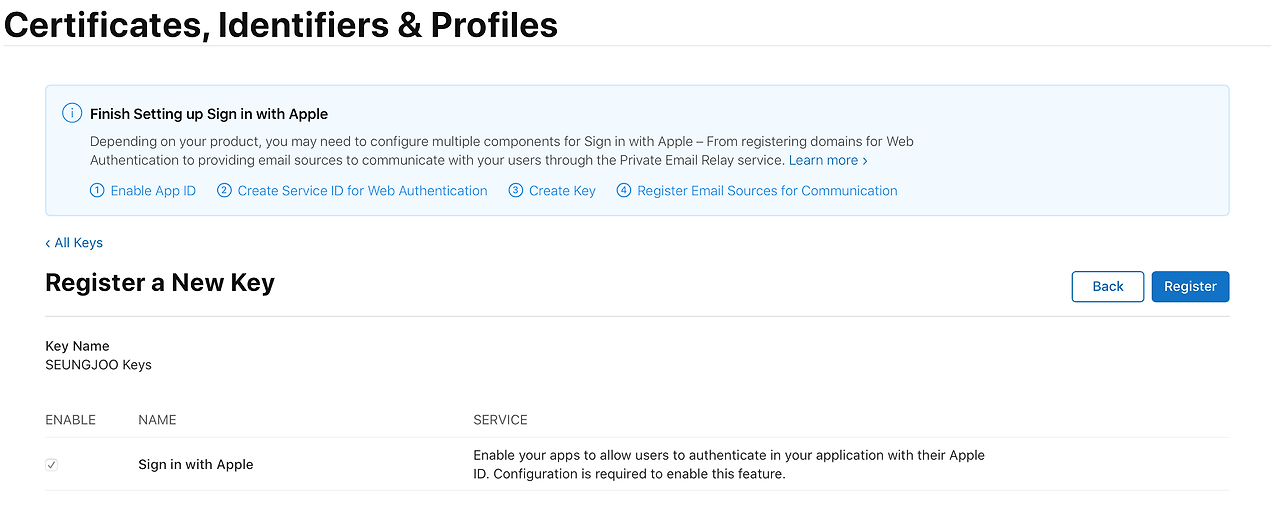 Certificates, Identifiers & Profiles
Finish Setting up Sign in with Apple
Depending on your product, you may need to configure multiple components for Sign in with Apple – From registering domains for Web
Authentication to providing email sources to communicate with your users through the Private Email Relay service. Learn more ›
1 Enable App ID 2 Create Service ID for Web Authentication 3 Create Key 4 Register Email Sources for Communication
‹ All Keys
Register a New Key
Back Register
Key Name
SEUNGJOO Keys
ENABLE NAME SERVICE
Sign in with Apple
Enable your apps to allow users to authenticate in your application with their Apple
ID. Configuration is required to enable this feature.